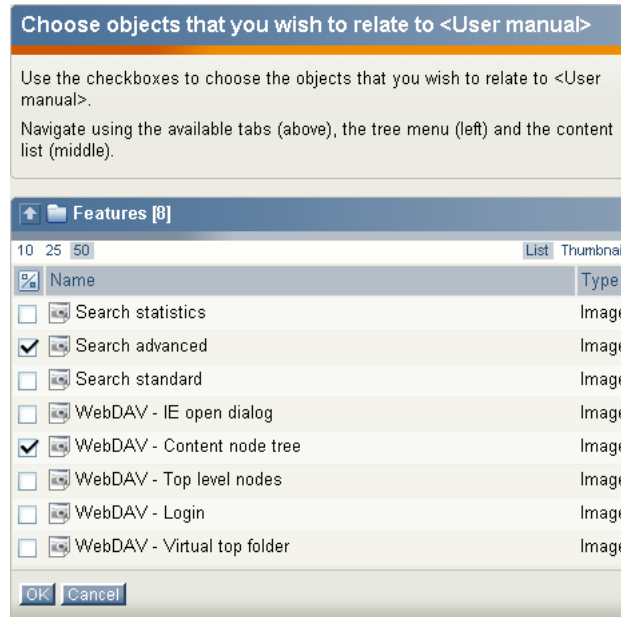 Choose objects that you wish to relate to <User manual>
Use the checkboxes to choose the objects that you wish to relate to <User
manual>.
Navigate using the available tabs (above), the tree menu (left) and the content
list (middle).
Features [8]
10 25 50 List Thumbnai
Name Type
Search statistics Image
Search advanced Image
Search standard Image
WebDAV - IE open dialog Image
WebDAV - Content node tree Image
WebDAV - Top level nodes Image
WebDAV - Login Image
WebDAV - Virtual top folder Image
OK Cancel